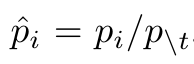 p̂ᵢ = pᵢ/p\t